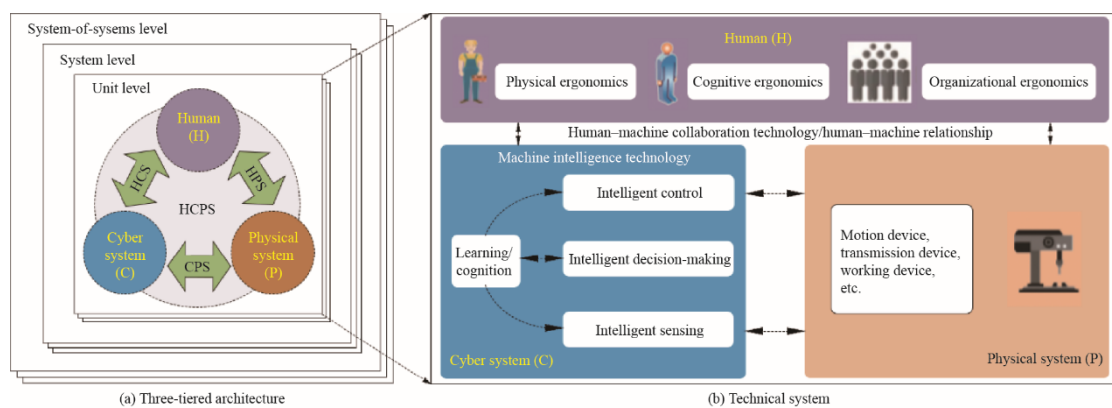 System-of-sysems level
System level
Unit level
Human
(H)
HCS
HPS
HCPS
Cyber
system
(C)
CPS
Physical
system
(P)
(a) Three-tiered architecture
Human (H)
Physical ergonomics
Cognitive ergonomics
Organizational ergonomics
Human–machine collaboration technology/human–machine relationship
Machine intelligence technology
Intelligent control
Learning/
cognition
Intelligent decision-making
Intelligent sensing
Cyber system (C)
Motion device,
transmission device,
working device,
etc.
Physical system (P)
(b) Technical system